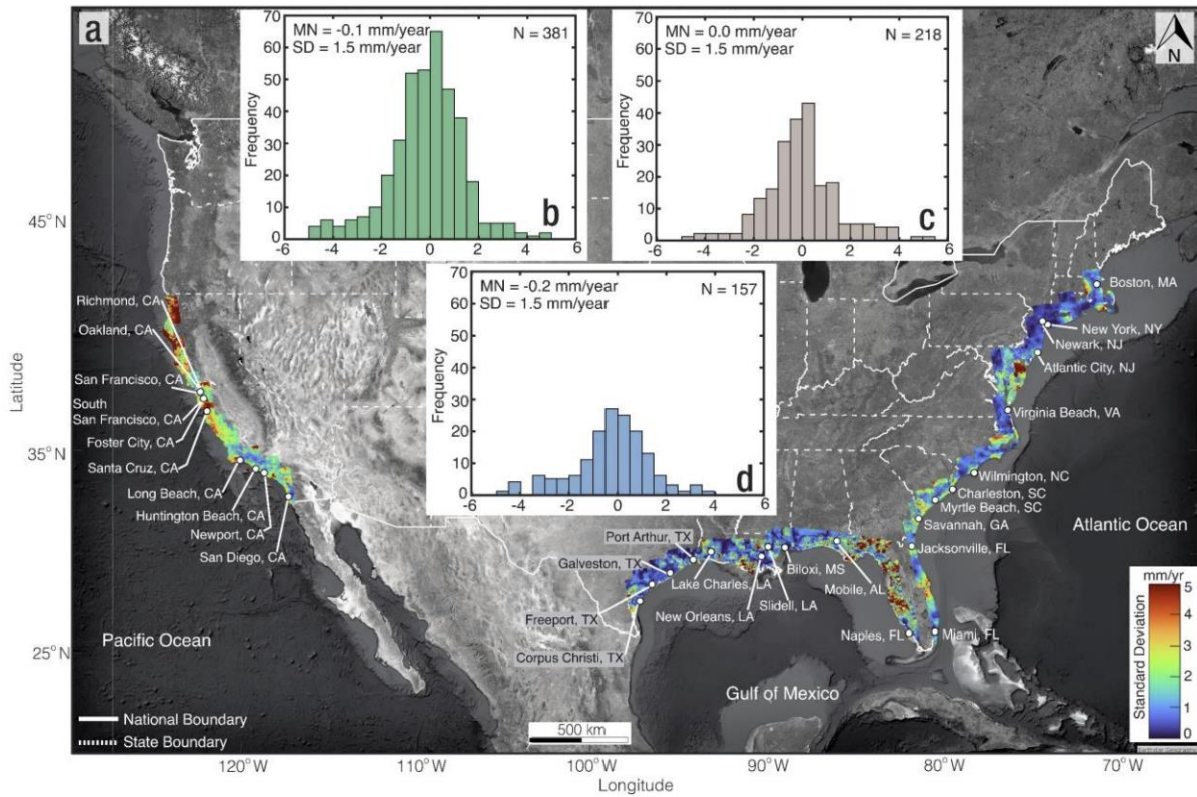 a
MN = -0.1 mm/year
SD = 1.5 mm/year
N = 381
Frequency
70
60
50
40
30
20
10
0
-6 -4 -2 0 2 4 6
b
MN = 0.0 mm/year
SD = 1.5 mm/year
N = 218
Frequency
70
60
50
40
30
20
10
0
-6 -4 -2 0 2 4 6
c
N
MN = -0.2 mm/year
SD = 1.5 mm/year
N = 157
Frequency
70
60
50
40
30
20
10
0
-6 -4 -2 0 2 4 6
d
Latitude
45°N
35°N
25°N
Richmond, CA
Oakland, CA
San Francisco, CA
South
San Francisco, CA
Foster City, CA
Santa Cruz, CA
Long Beach, CA
Huntington Beach, CA
Newport, CA
San Diego, CA
Port Arthur, TX
Galveston, TX
Freeport, TX
Corpus Christi, TX
Lake Charles, LA
New Orleans, LA
Slidell, LA
Biloxi, MS
Mobile, AL
Naples, FL
Miami, FL
Boston, MA
New York, NY
Newark, NJ
Atlantic City, NJ
Virginia Beach, VA
Wilmington, NC
Charleston, SC
Myrtle Beach, SC
Savannah, GA
Jacksonville, FL
Pacific Ocean
Gulf of Mexico
Atlantic Ocean
mm/yr
Standard Deviation
5
4
3
2
1
0
National Boundary
State Boundary
500 km
120°W 110°W 100°W 90°W 80°W 70°W
Longitude